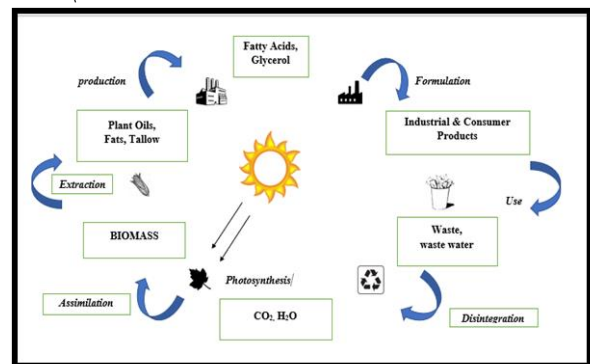 Fatty Acids,
Glycerol
production
Formulation
Plant Oils,
Fats, Tallow
Industrial & Consumer
Products
Extraction
Use
BIOMASS
Waste,
waste water
Photosynthesis/
Assimilation
CO2, H2O
Disintegration